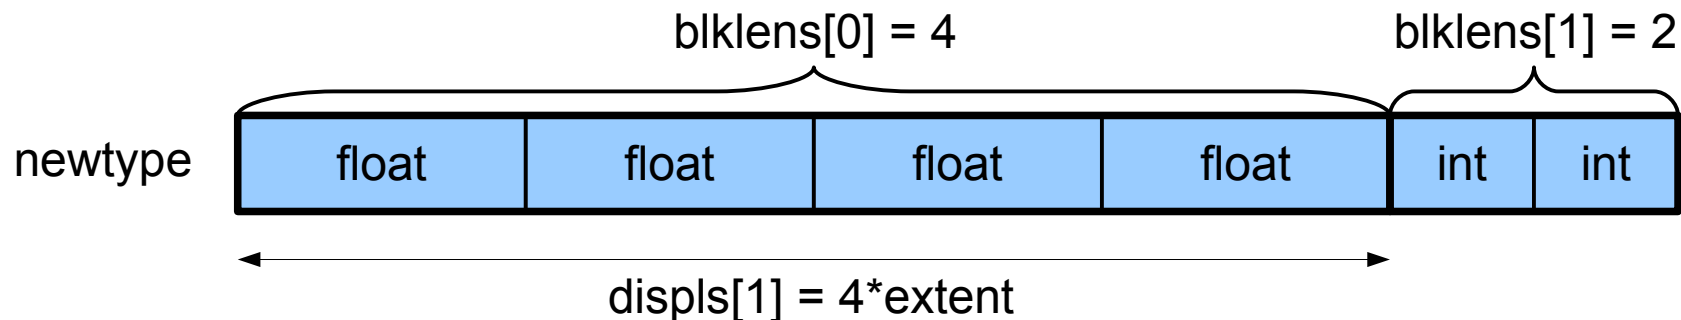 blklens[0] = 4 blklens[1] = 2
newtype float float float float int int
displs[1] = 4*extent